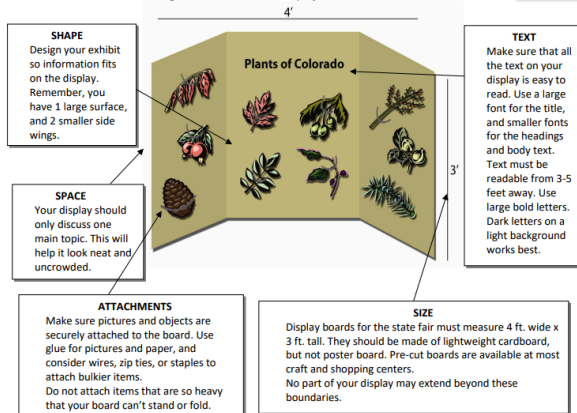 4'
SHAPE
Design your exhibit
so information fits
on the display.
Remember, you
have 1 large surface,
and 2 smaller side
wings.
Plants of Colorado
TEXT
Make sure that all
the text on your
display is easy to
read. Use a large
font for the title,
and smaller fonts
for the headings
and body text.
Text must be
readable from 3-5
feet away. Use
large bold letters.
Dark letters on a
light background
works best.
3'
SPACE
Your display should
only discuss one
main topic. This will
help it look neat and
uncrowded.
ATTACHMENTS
Make sure pictures and objects are
securely attached to the board. Use
glue for pictures and paper, and
consider wires, zip ties, or staples to
attach bulkier items.
Do not attach items that are so heavy
that your board can't stand or fold.
SIZE
Display boards for the state fair must measure 4 ft. wide x
3 ft. tall. They should be made of lightweight cardboard,
but not poster board. Pre-cut boards are available at most
craft and shopping centers.
No part of your display may extend beyond these
boundaries.